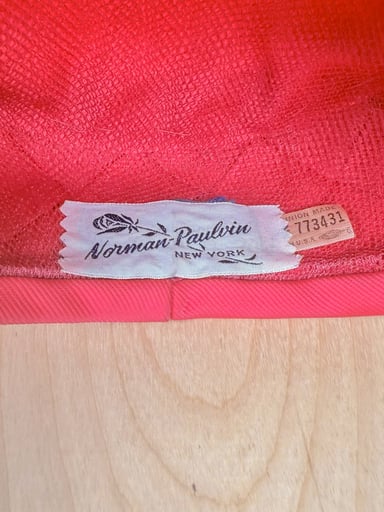 Norman-Paulvin
NEW YORK
UNION MADE
773431
U.S.A.